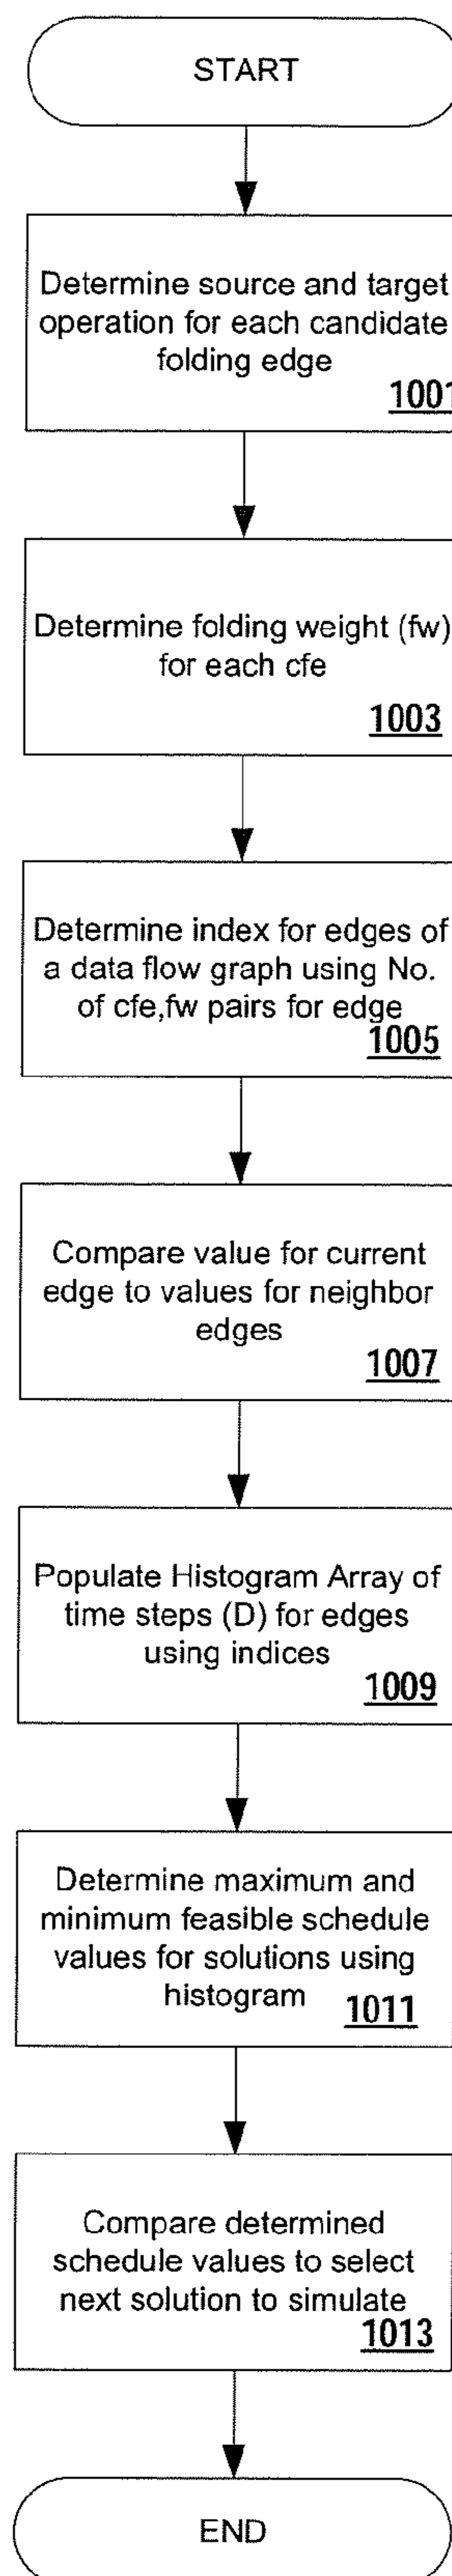 START
Determine source and target
operation for each candidate
folding edge
1001
Determine folding weight (fw)
for each cfe
1003
Determine index for edges of
a data flow graph using No.
of cfe,fw pairs for edge
1005
Compare value for current
edge to values for neighbor
edges
1007
Populate Histogram Array of
time steps (D) for edges
using indices
1009
Determine maximum and
minimum feasible schedule
values for solutions using
histogram
1011
Compare determined
schedule values to select
next solution to simulate
1013
END